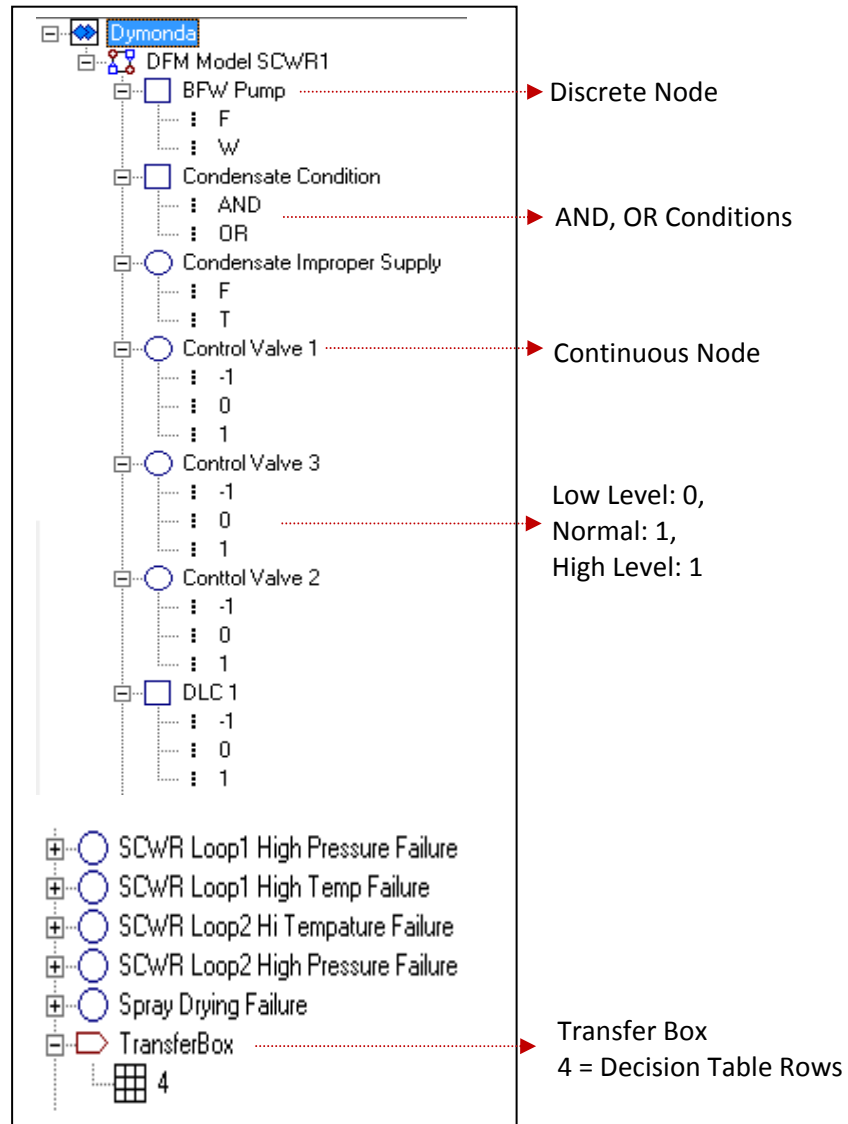 Dymonda
DFM Model SCWR1
BFW Pump
Discrete Node
F
W
Condensate Condition
AND
AND, OR Conditions
OR
Condensate Improper Supply
F
T
Control Valve 1
Continuous Node
-1
0
1
Control Valve 3
-1
0
1
Low Level: 0,
Normal: 1,
High Level: 1
Conttol Valve 2
-1
0
1
DLC 1
-1
0
1
SCWR Loop1 High Pressure Failure
SCWR Loop1 High Temp Failure
SCWR Loop2 Hi Tempature Failure
SCWR Loop2 High Pressure Failure
Spray Drying Failure
TransferBox
4
Transfer Box
4 = Decision Table Rows